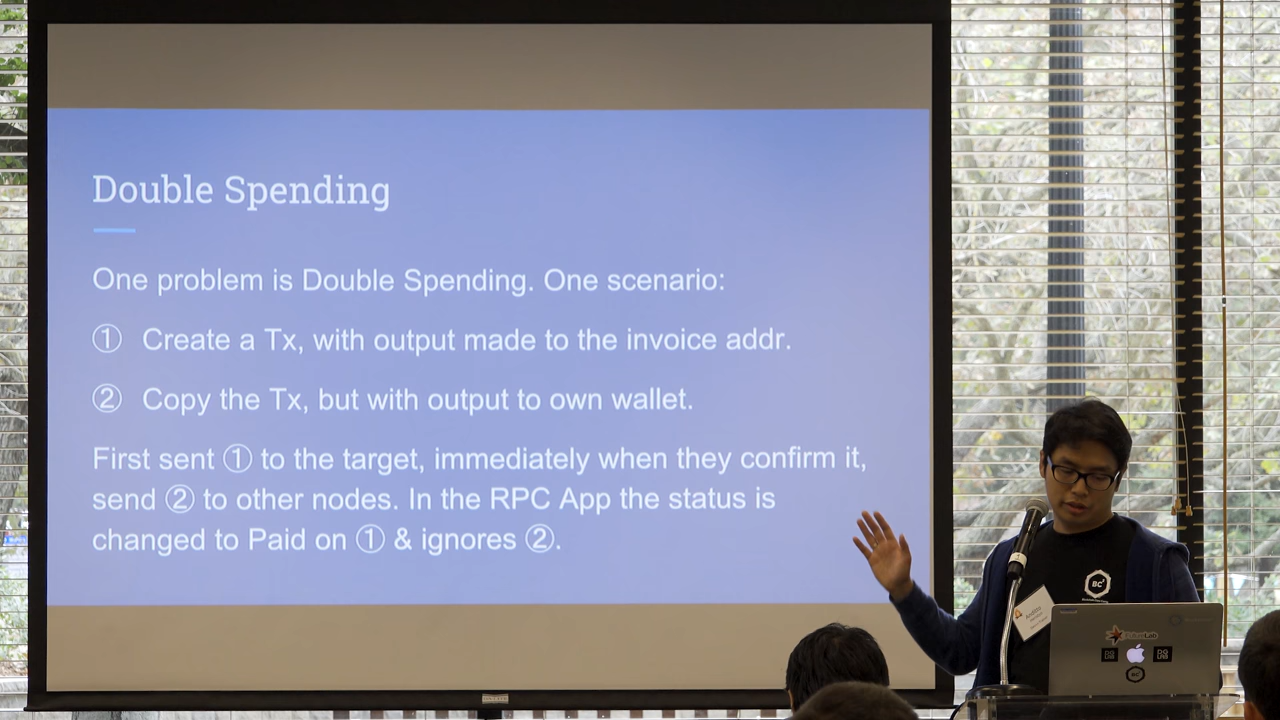 Double Spending
One problem is Double Spending. One scenario:
① Create a Tx, with output made to the invoice addr.
② Copy the Tx, but with output to own wallet.
First sent ① to the target, immediately when they confirm it,
send ② to other nodes. In the RPC App the status is
changed to Paid on ① & ignores ②.
BC²